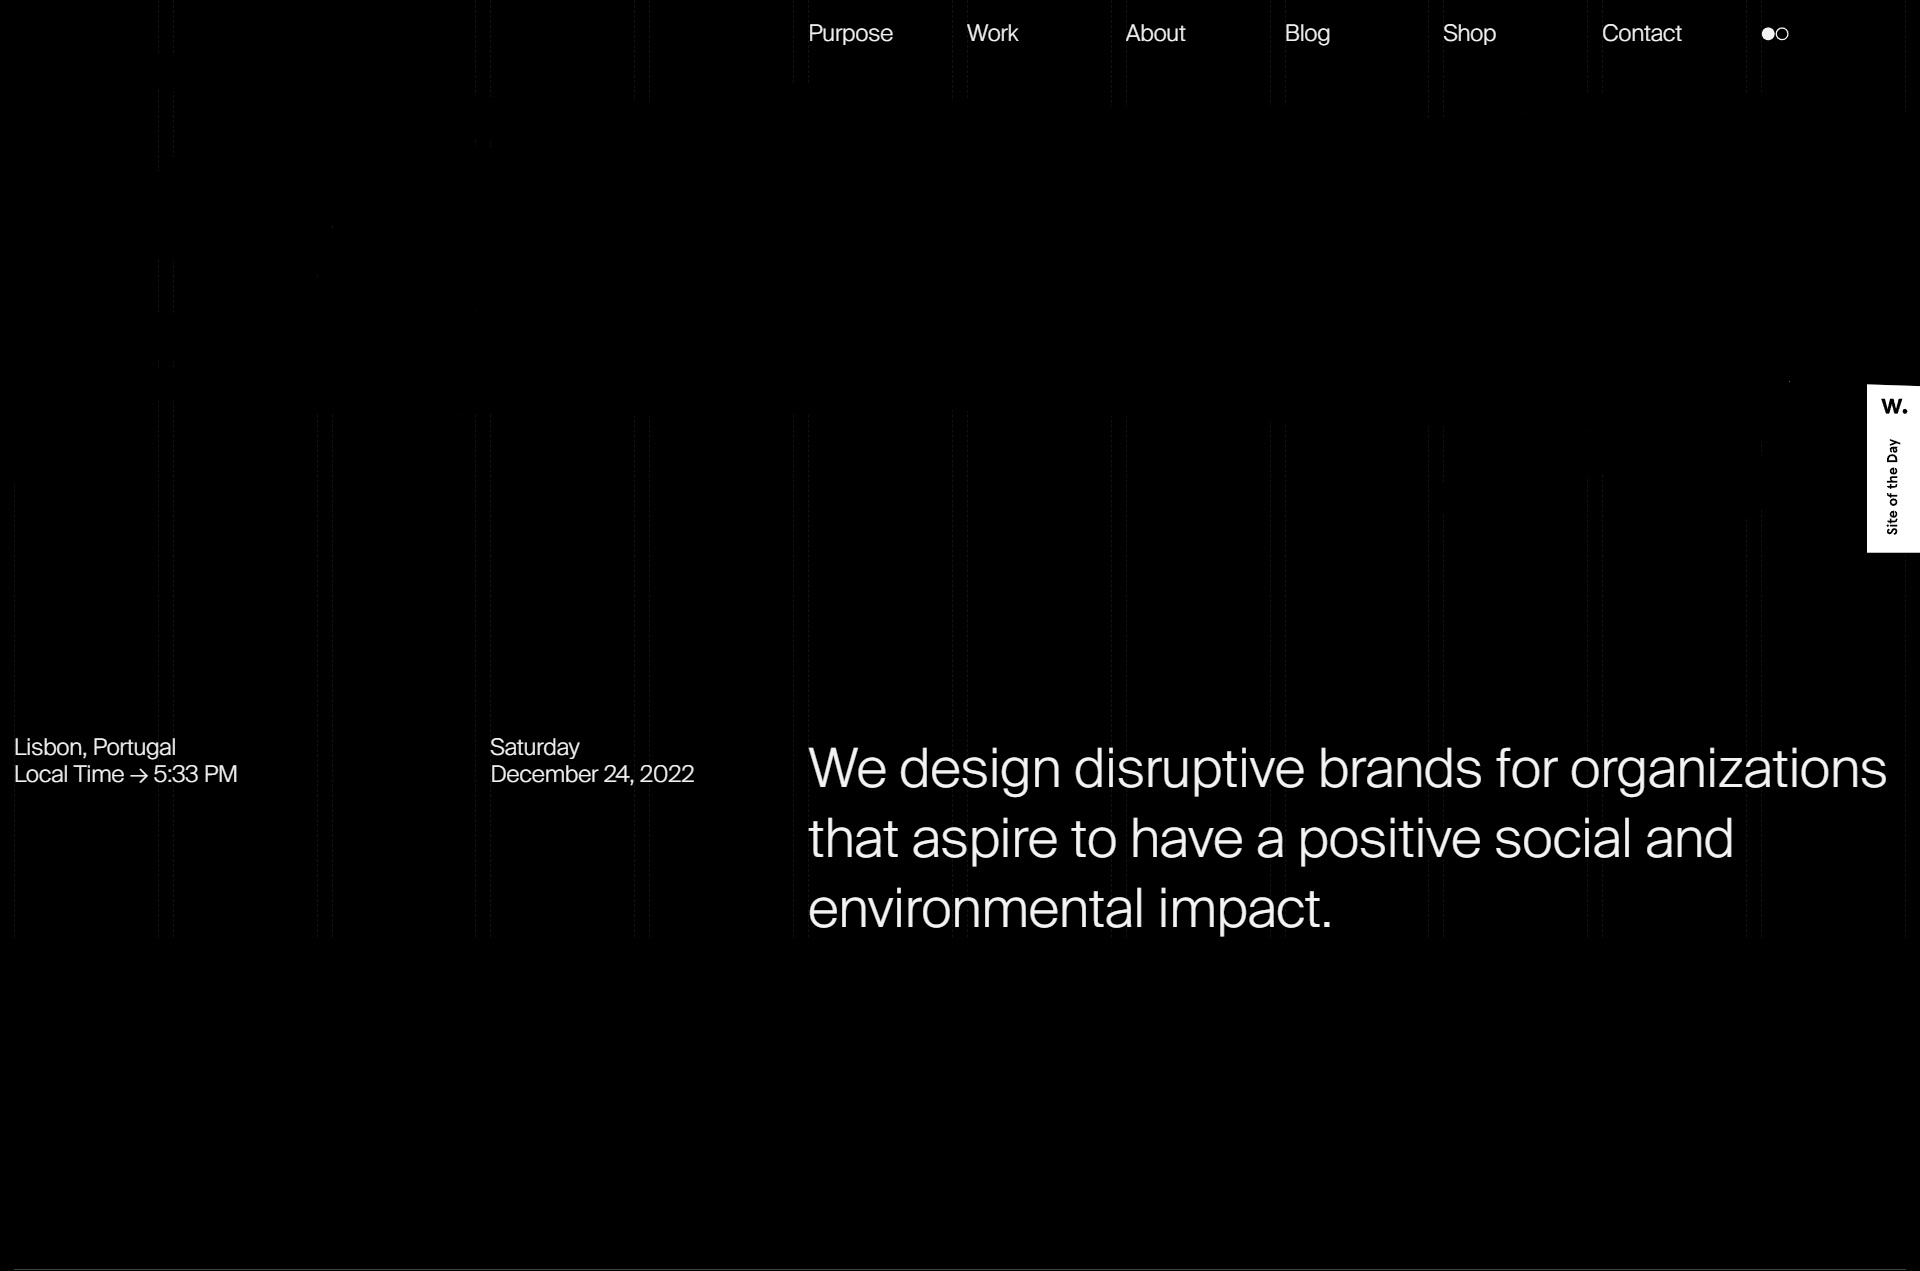 Purpose
Work
About
Blog
Shop
Contact
W.
Site of the Day
Lisbon, Portugal
Local Time → 5:33 PM
Saturday
December 24, 2022
We design disruptive brands for organizations
that aspire to have a positive social and
environmental impact.